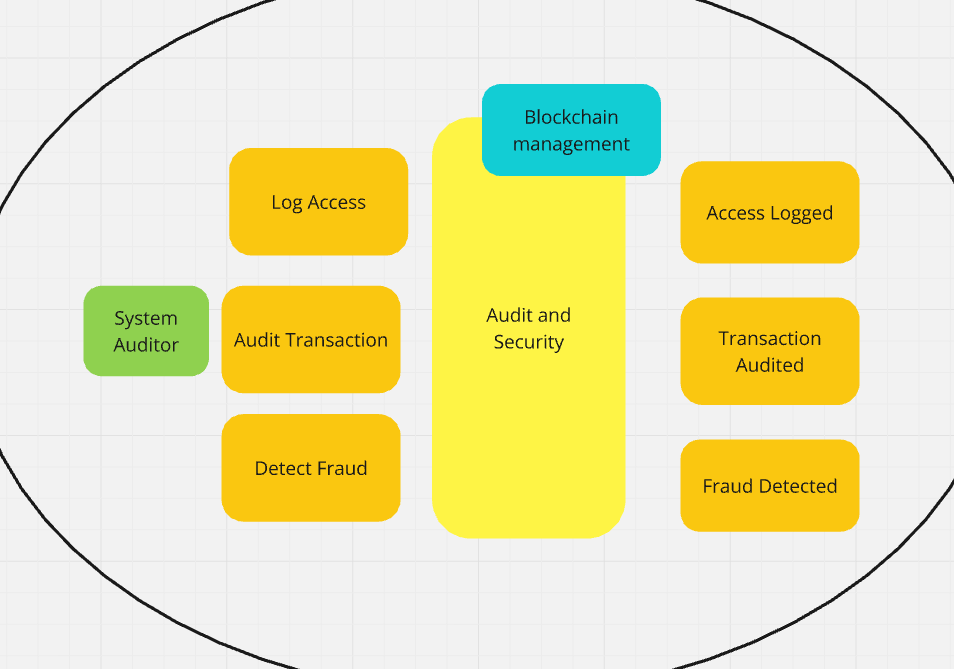 Blockchain
management
Log Access
Access Logged
System
Auditor
Audit Transaction
Audit and
Security
Transaction
Audited
Detect Fraud
Fraud Detected